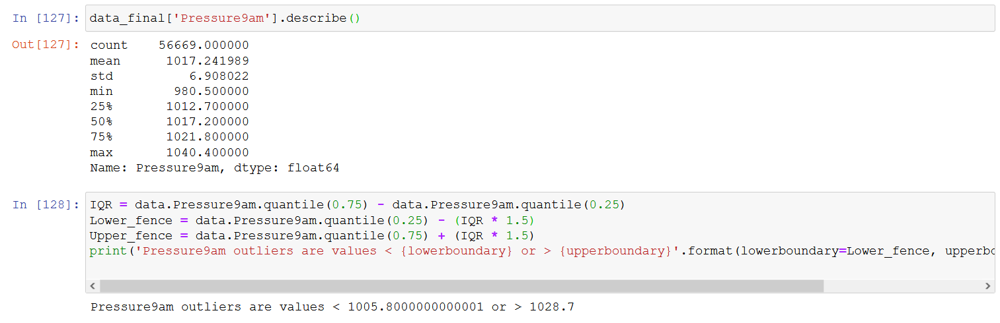 In [127]: data_final['Pressure9am'].describe()
Out[127]: count    56669.000000
mean      1017.241989
std          6.908022
min        980.500000
25%       1012.700000
50%       1017.200000
75%       1021.800000
max       1040.400000
Name: Pressure9am, dtype: float64
In [128]: IQR = data.Pressure9am.quantile(0.75) - data.Pressure9am.quantile(0.25)
Lower_fence = data.Pressure9am.quantile(0.25) - (IQR * 1.5)
Upper_fence = data.Pressure9am.quantile(0.75) + (IQR * 1.5)
print('Pressure9am outliers are values < {lowerboundary} or > {upperboundary}'.format(lowerboundary=Lower_fence, upperbo
Pressure9am outliers are values < 1005.8000000000001 or > 1028.7